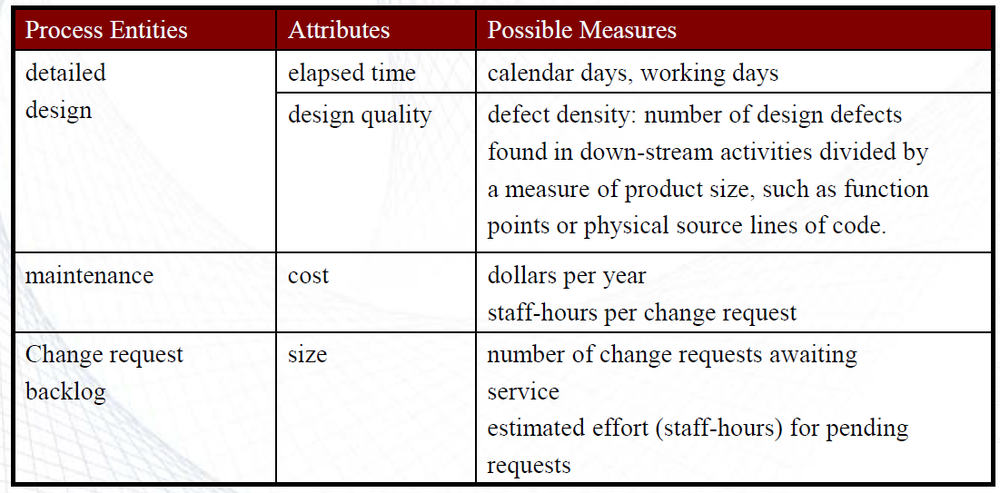 Process Entities Attributes Possible Measures
detailed elapsed time calendar days, working days
design design quality defect density: number of design defects
found in down-stream activities divided by
a measure of product size, such as function
points or physical source lines of code.
maintenance cost dollars per year
staff-hours per change request
Change request size number of change requests awaiting
backlog service
estimated effort (staff-hours) for pending
requests